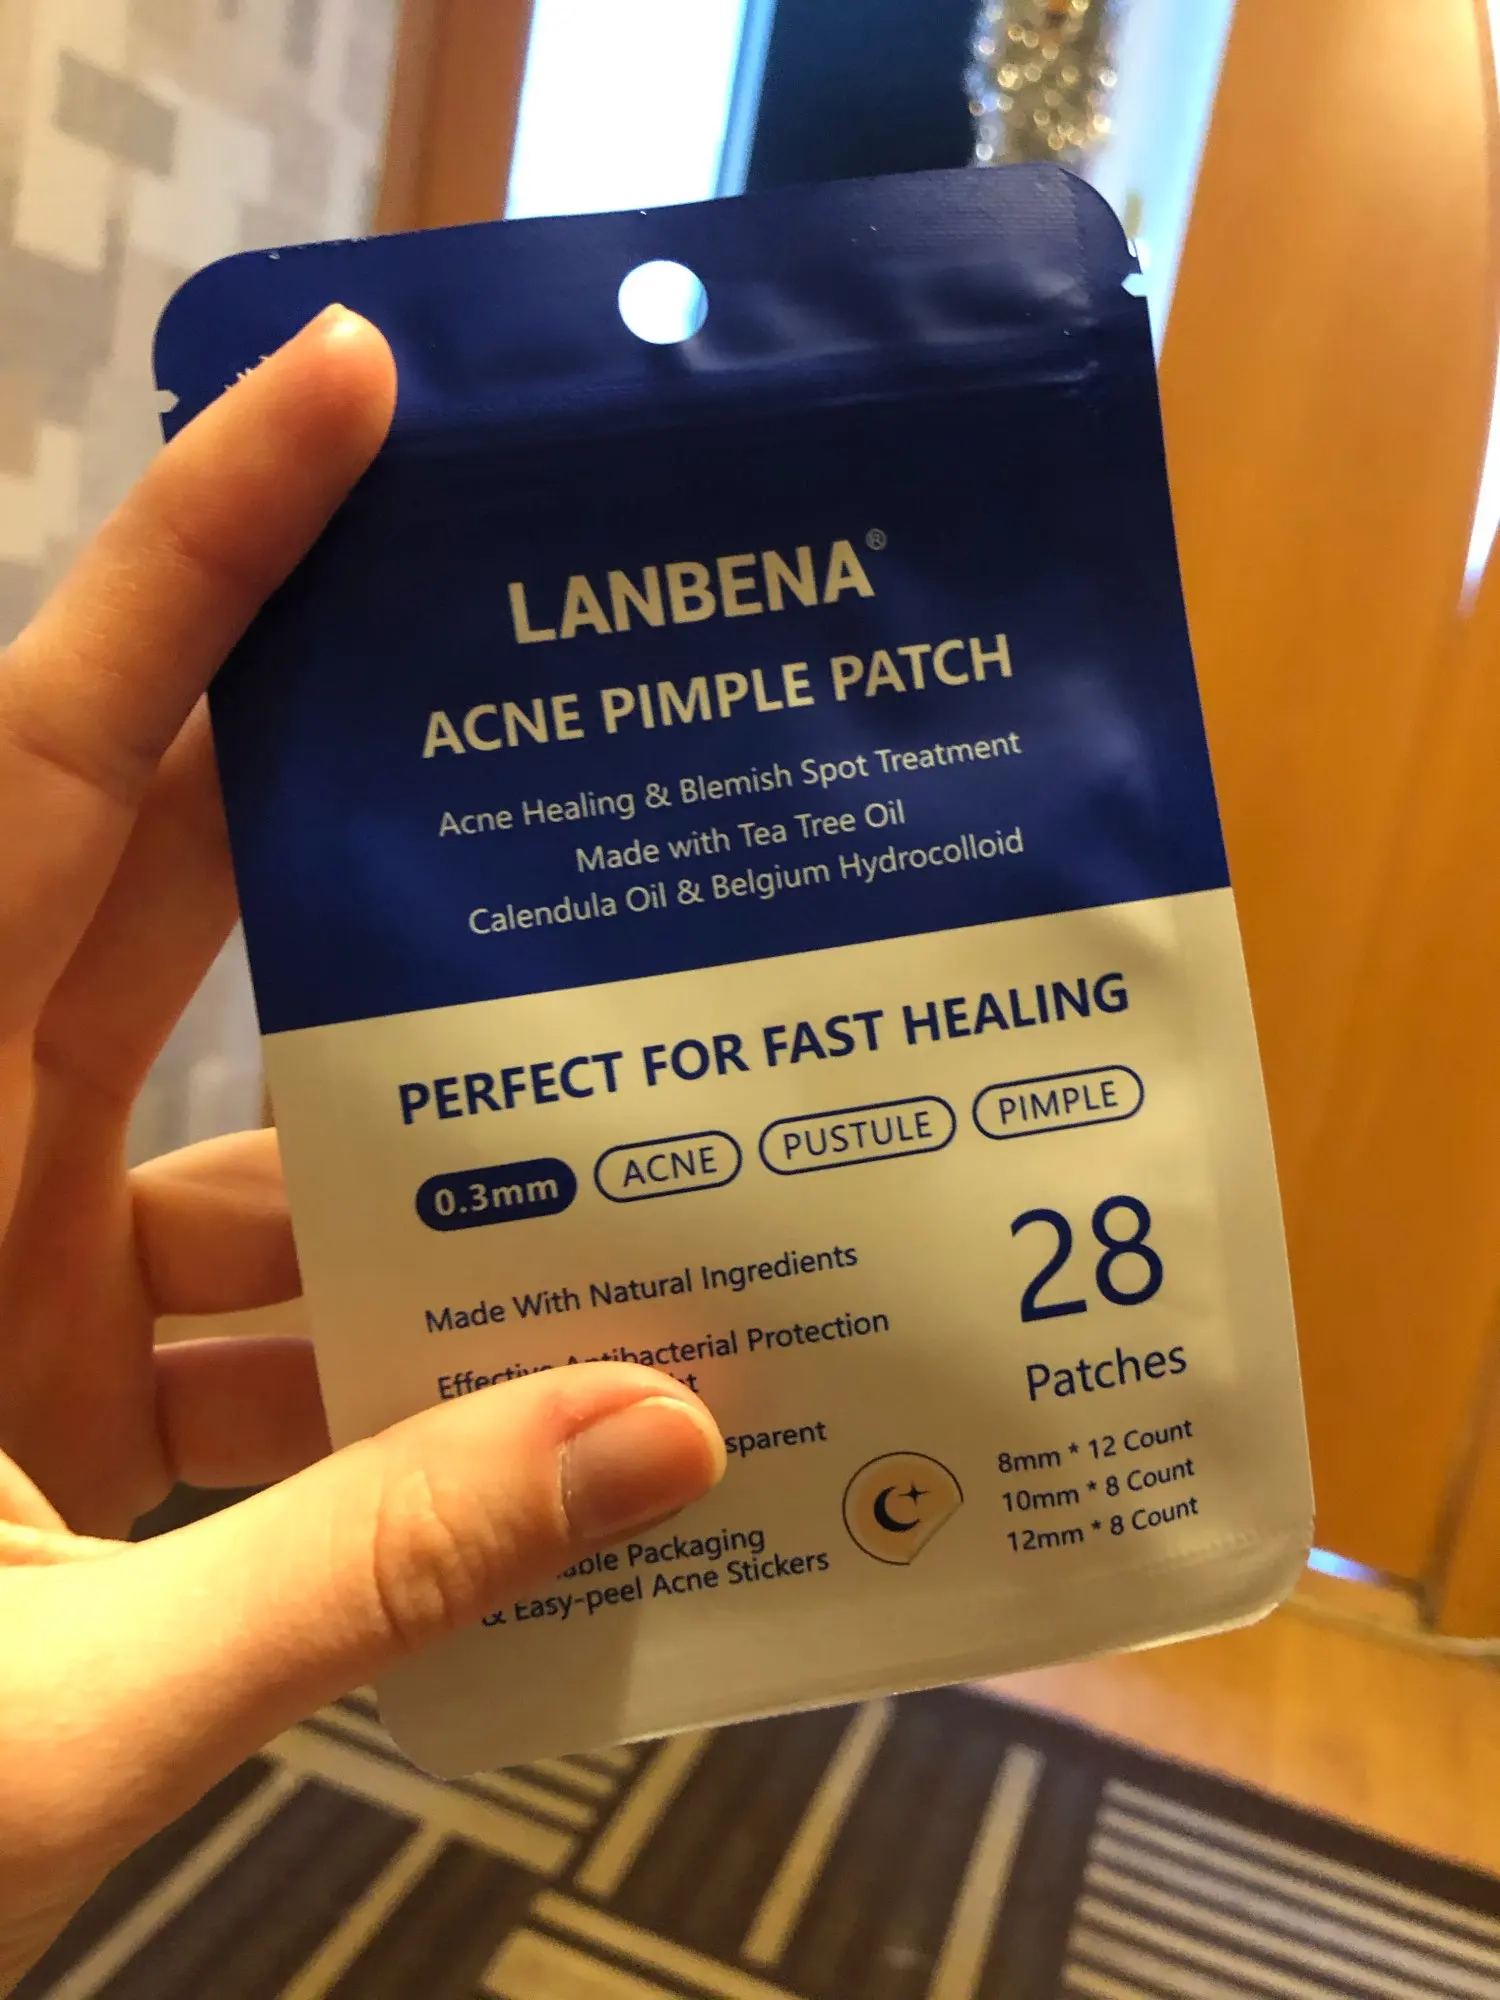 LANBENA®
ACNE PIMPLE PATCH
Acne Healing & Blemish Spot Treatment
Made with Tea Tree Oil
Calendula Oil & Belgium Hydrocolloid
PERFECT FOR FAST HEALING
0.3mm ACNE PUSTULE PIMPLE
Made With Natural Ingredients
Effective Antibacterial Protection
28
Patches
Packaging
& Easy-peel Acne Stickers
8mm * 12 Count
10mm * 8 Count
12mm * 8 Count